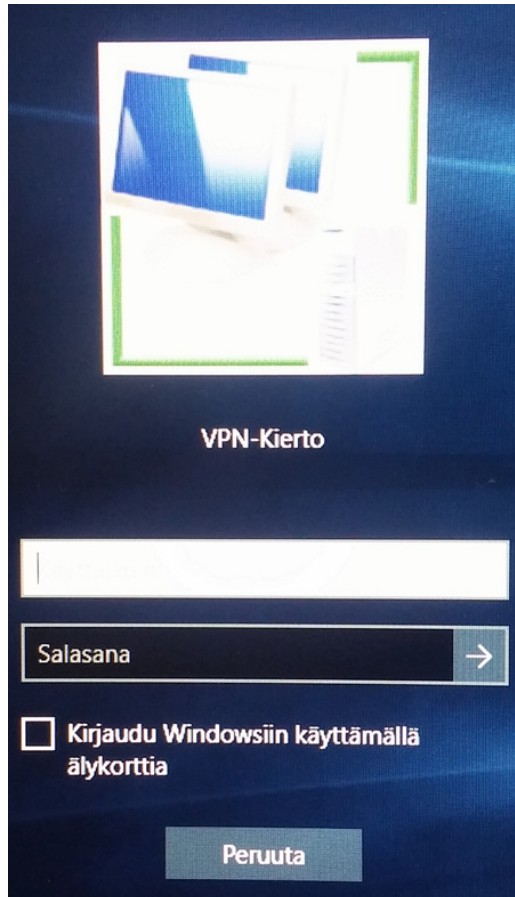 VPN-Kierto
Salasana
Kirjaudu Windowsiin käyttämällä
älykorttia
Peruuta